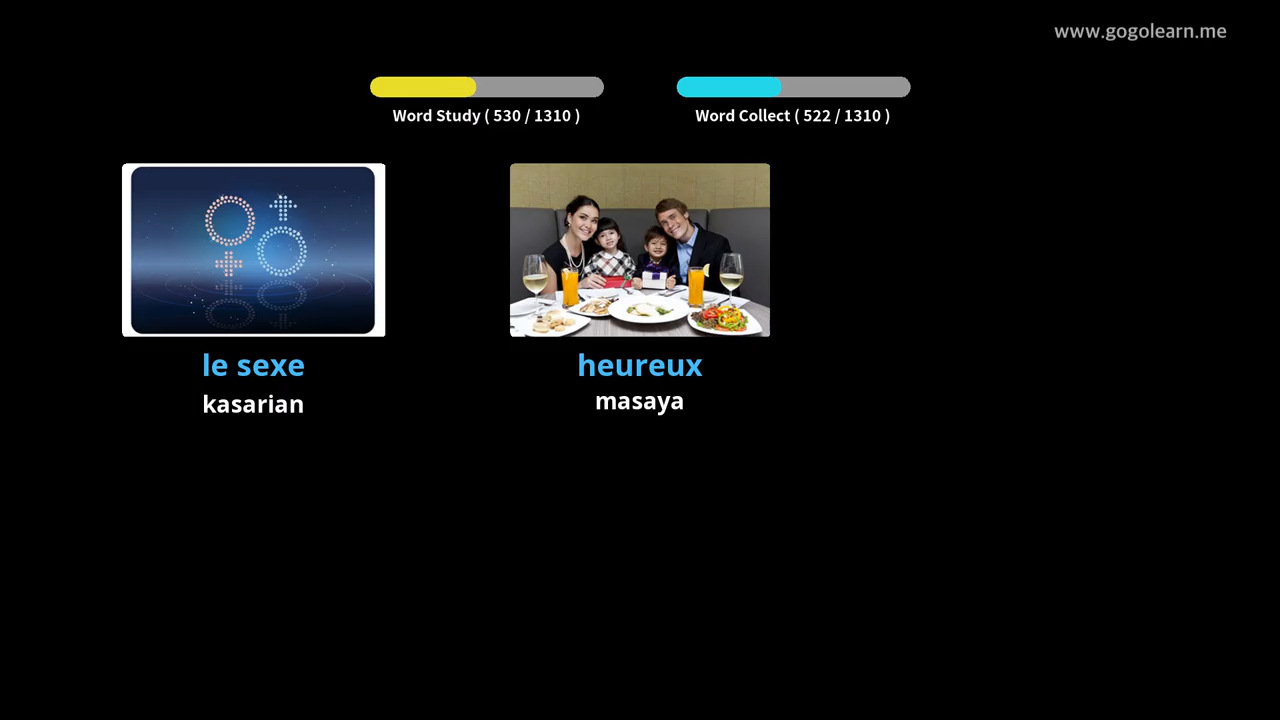 www.gogolearn.me
Word Study ( 530 / 1310 )
Word Collect ( 522 / 1310 )
le sexe
kasarian
heureux
masaya